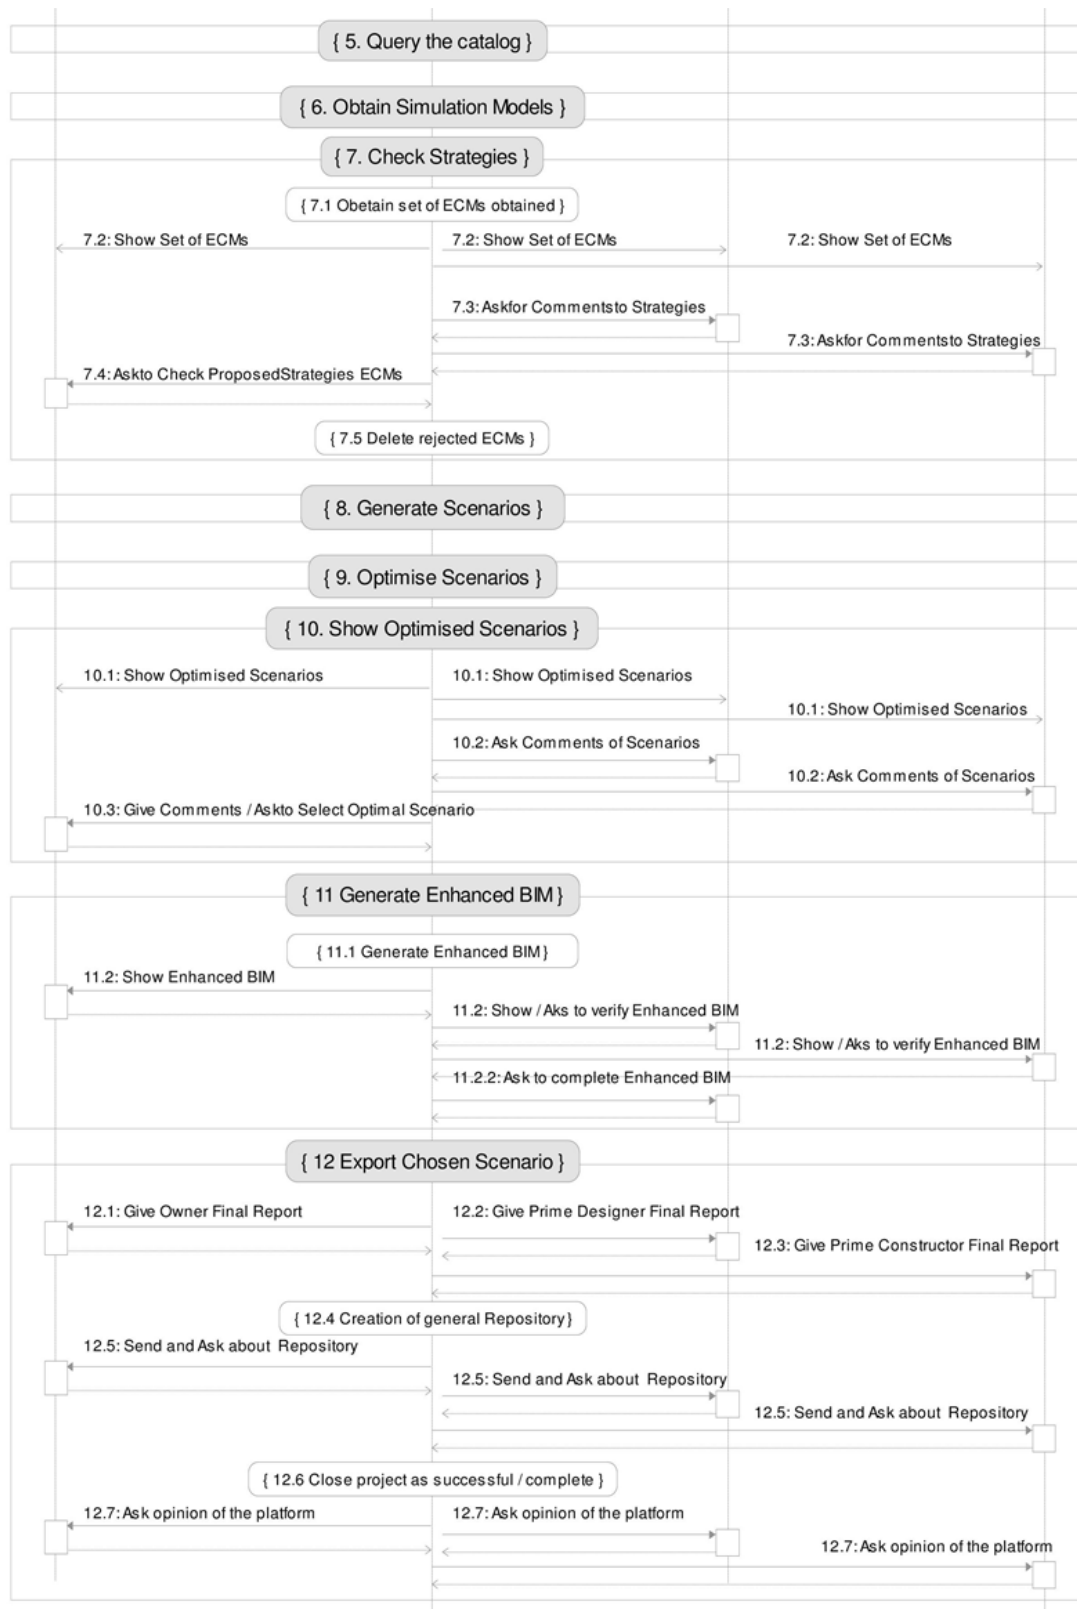 { 5. Query the catalog }
{ 6. Obtain Simulation Models }
{ 7. Check Strategies }
{ 7.1 Obetain set of ECMs obtained }
7.2: Show Set of ECMs
7.2: Show Set of ECMs
7.2: Show Set of ECMs
7.3: Askfor Commentsto Strategies
7.3: Askfor Commentsto Strategies
7.4: Askto Check ProposedStrategies ECMs
{ 7.5 Delete rejected ECMs }
{ 8. Generate Scenarios }
{ 9. Optimise Scenarios }
{ 10. Show Optimised Scenarios }
10.1: Show Optimised Scenarios
10.1: Show Optimised Scenarios
10.1: Show Optimised Scenarios
10.2: Ask Comments of Scenarios
10.2: Ask Comments of Scenarios
10.3: Give Comments / Askto Select Optimal Scenario
{ 11 Generate Enhanced BIM }
{ 11.1 Generate Enhanced BIM }
11.2: Show Enhanced BIM
11.2: Show / Aks to verify Enhanced BIM
11.2: Show / Aks to verify Enhanced BIM
11.2.2: Ask to complete Enhanced BIM
{ 12 Export Chosen Scenario }
12.1: Give Owner Final Report
12.2: Give Prime Designer Final Report
12.3: Give Prime Constructor Final Report
{ 12.4 Creation of general Repository }
12.5: Send and Ask about Repository
12.5: Send and Ask about Repository
12.5: Send and Ask about Repository
{ 12.6 Close project as successful / complete }
12.7: Ask opinion of the platform
12.7: Ask opinion of the platform
12.7: Ask opinion of the platform